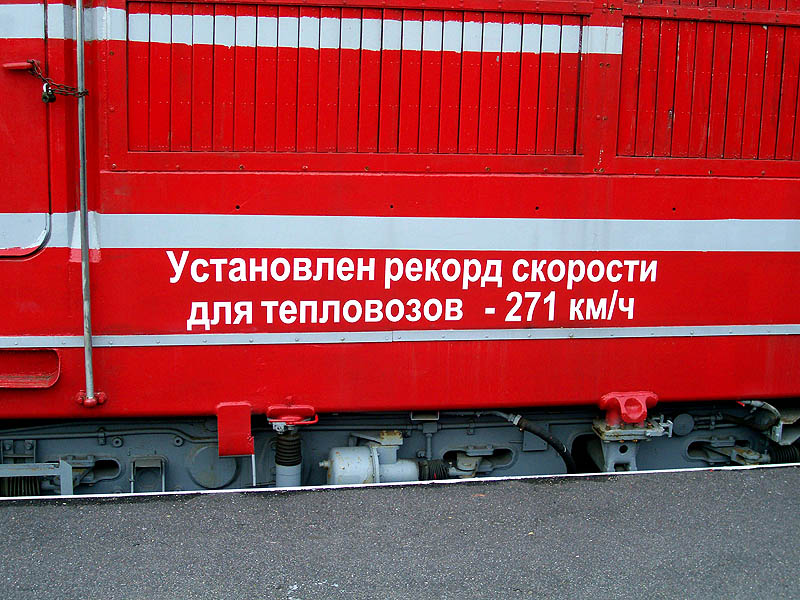 Установлен рекорд скорости
для тепловозов - 271 км/ч